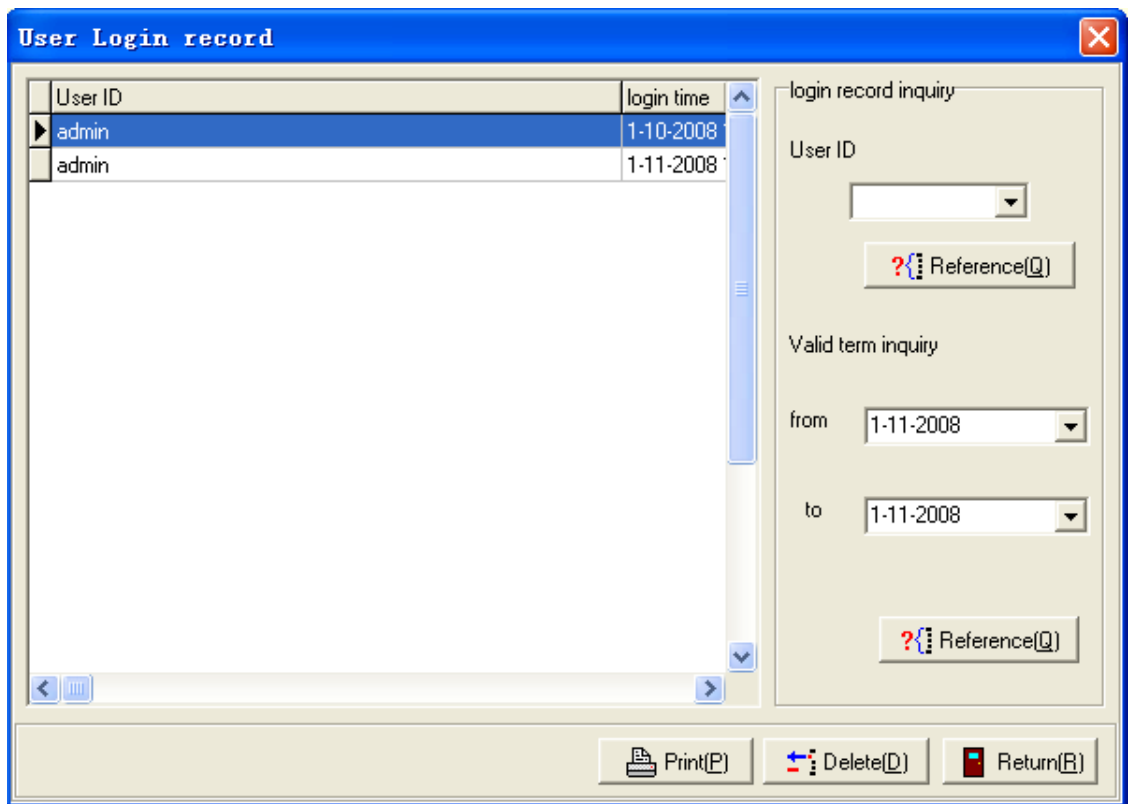 User Login record
User ID login time
admin 1-10-2008
admin 1-11-2008
login record inquiry
User ID
?{ Reference(Q)
Valid term inquiry
from 1-11-2008
to 1-11-2008
?{ Reference(Q)
Print(P) Delete(D) Return(R)